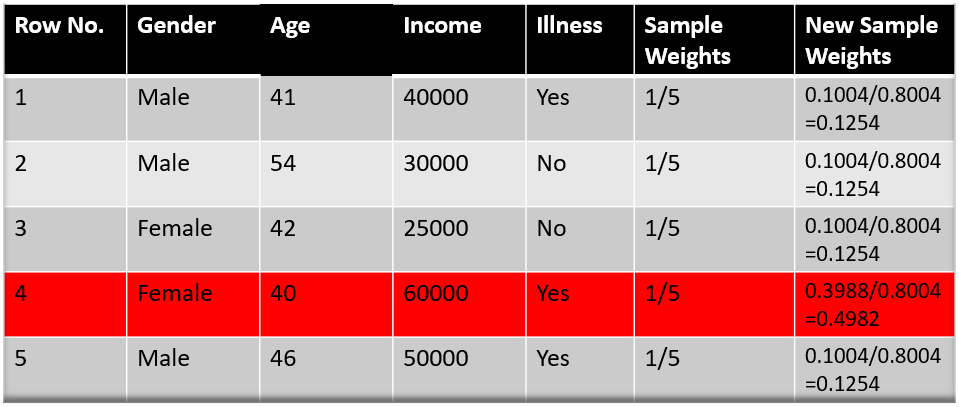 Row No. Gender Age Income Illness Sample Weights New Sample Weights
1 Male 41 40000 Yes 1/5 0.1004/0.8004 =0.1254
2 Male 54 30000 No 1/5 0.1004/0.8004 =0.1254
3 Female 42 25000 No 1/5 0.1004/0.8004 =0.1254
4 Female 40 60000 Yes 1/5 0.3988/0.8004 =0.4982
5 Male 46 50000 Yes 1/5 0.1004/0.8004 =0.1254